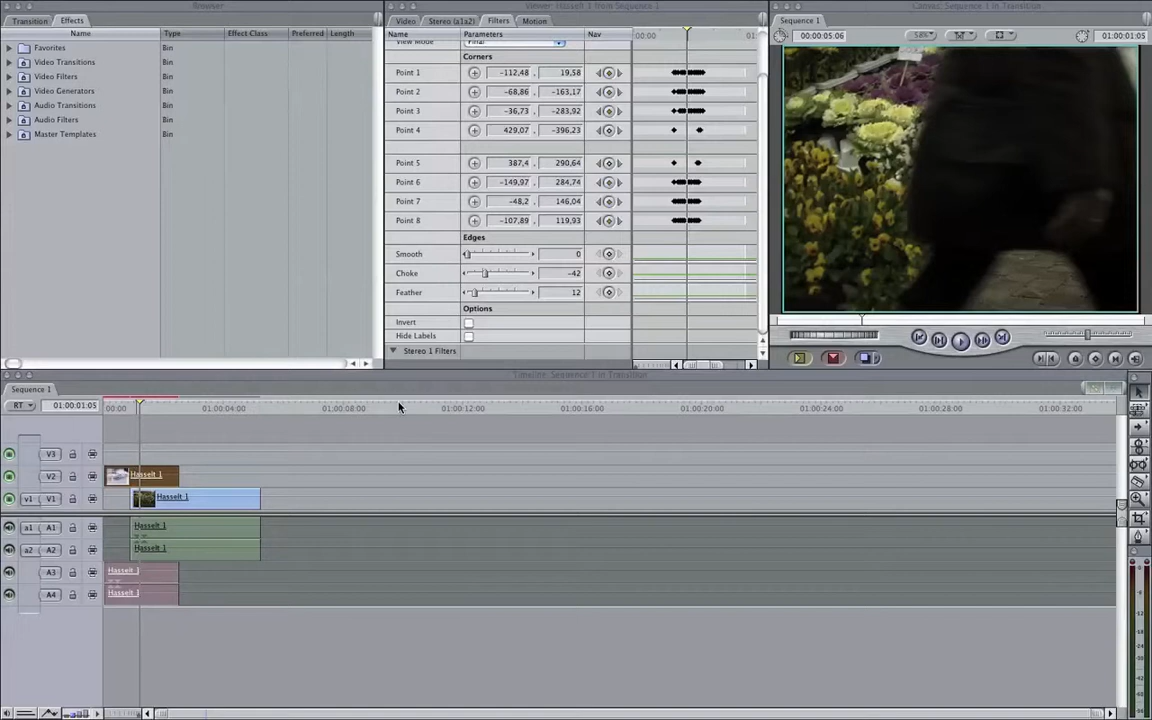 Browser
Viewer: Hasselt 1 from Sequence 1
Canvas: Sequence 1 in Transition
Transition
Effects
Video
Stereo (a1a2)
Filters
Motion
Sequence 1
Name
Type
Effect Class
Preferred
Length
Name
Parameters
Nav
00:00
01:
00:00:05:06
58%
01:00:01:05
Favorites
Bin
Video Transitions
Bin
Video Filters
Bin
Video Generators
Bin
Audio Transitions
Bin
Audio Filters
Bin
Master Templates
Bin
View Mode
Final
Corners
Point 1
-112,48 , 19,58
Point 2
-68,86 , -163,17
Point 3
-36,73 , -283,92
Point 4
429,07 , -396,23
Point 5
387,4 , 290,64
Point 6
-149,97 , 284,74
Point 7
-48,2 , 146,04
Point 8
-107,89 , 119,93
Edges
Smooth
0
Choke
-42
Feather
12
Options
Invert
Hide Labels
Stereo 1 Filters
Timeline: Sequence 1 in Transition
Sequence 1
RT
01:00:01:05
00:00
01:00:04:00
01:00:08:00
01:00:12:00
01:00:16:00
01:00:20:00
01:00:24:00
01:00:28:00
01:00:32:00
V3
V2
Hasselt 1
v1
V1
Hasselt 1
a1
A1
Hasselt 1
a2
A2
Hasselt 1
A3
Hasselt 1
A4
Hasselt 1